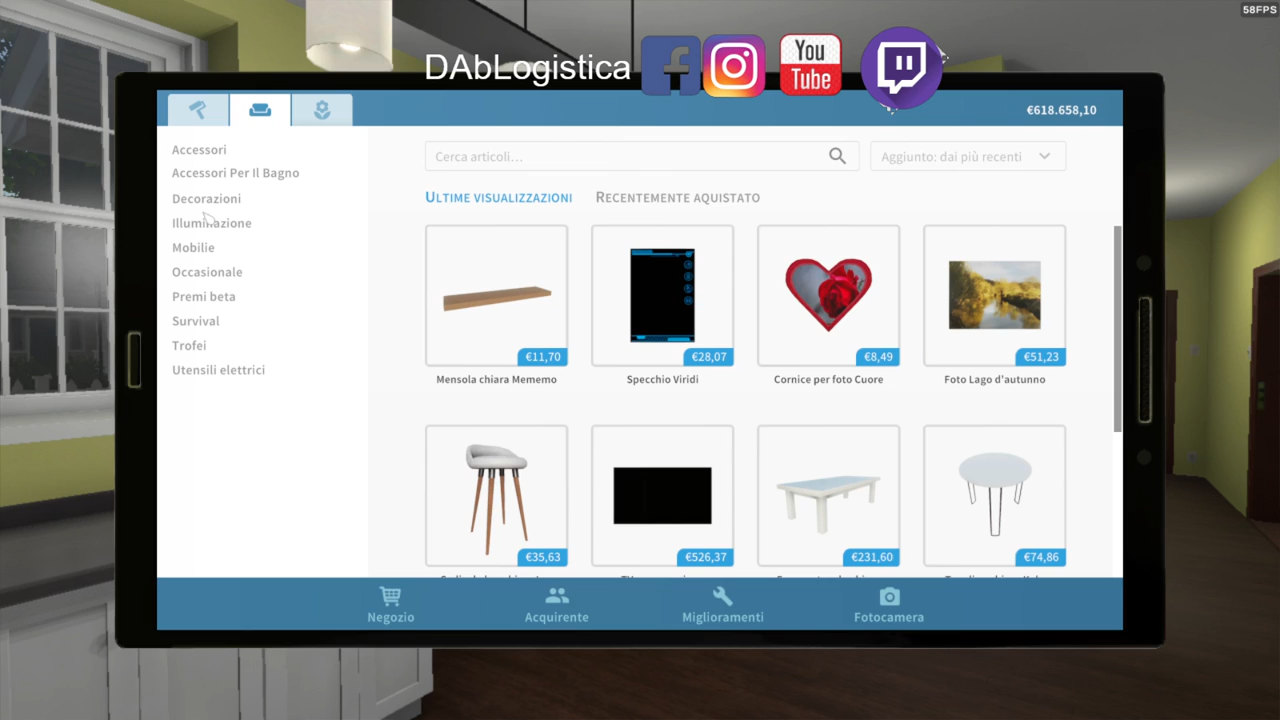 58FPS
DAbLogistica
You
Tube
€618.658,10
Accessori
Accessori Per Il Bagno
Decorazioni
Illuminazione
Mobilie
Occasionale
Premi beta
Survival
Trofei
Utensili elettrici
Cerca articoli...
Aggiunto: dai più recenti
ULTIME VISUALIZZAZIONI
RECENTEMENTE AQUISTATO
€11,70
€28,07
€8,49
€51,23
Mensola chiara Mememo
Specchio Viridi
Cornice per foto Cuore
Foto Lago d'autunno
€35,63
€526,37
€231,60
€74,86
Negozio
Acquirente
Miglioramenti
Fotocamera